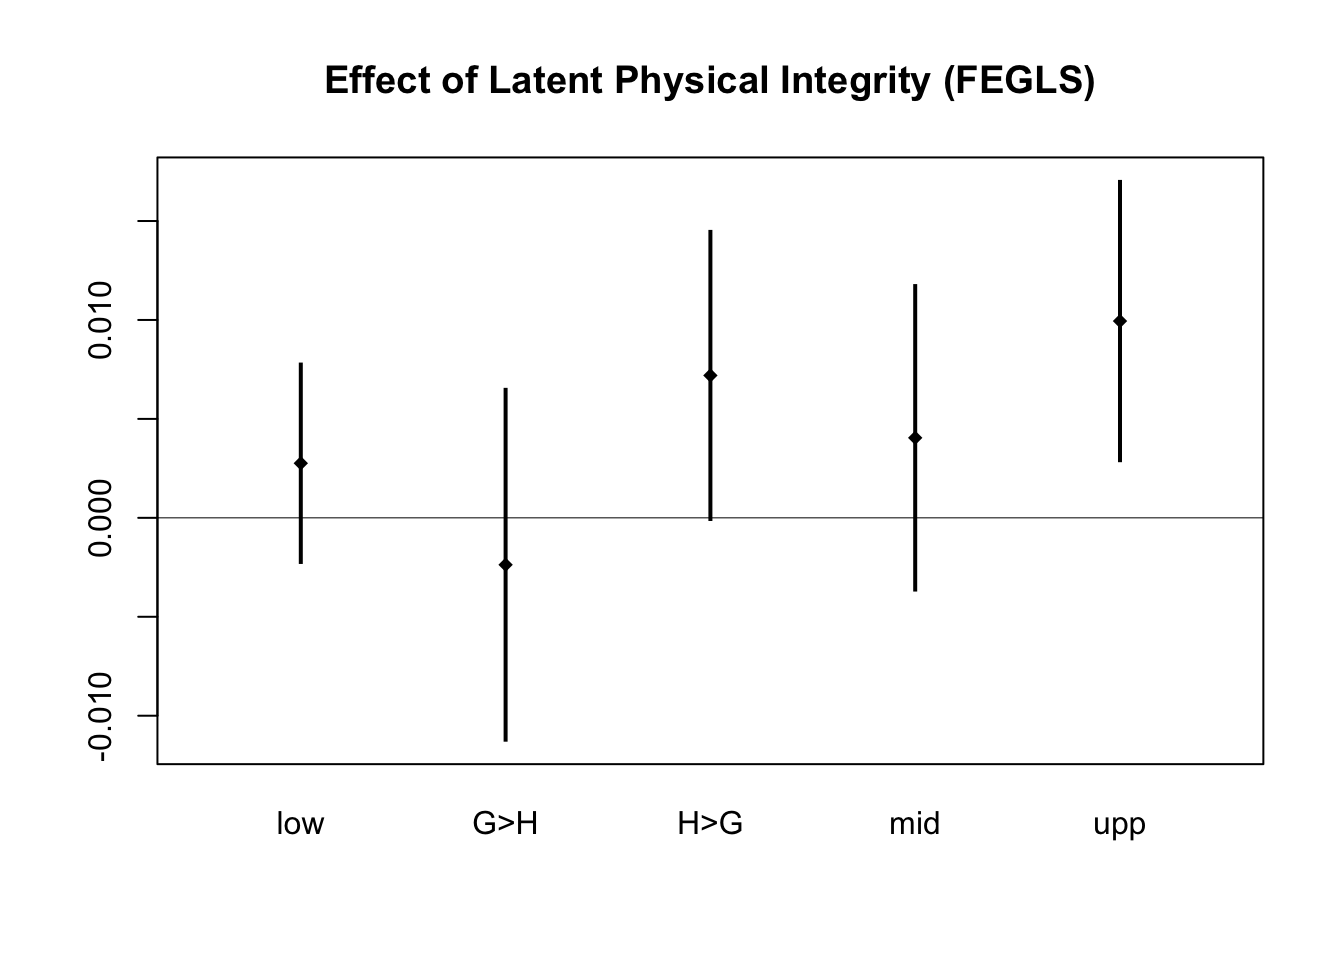 Effect of Latent Physical Integrity (FEGLS)
0.010
0.000
-0.010
low G>H H>G mid upp